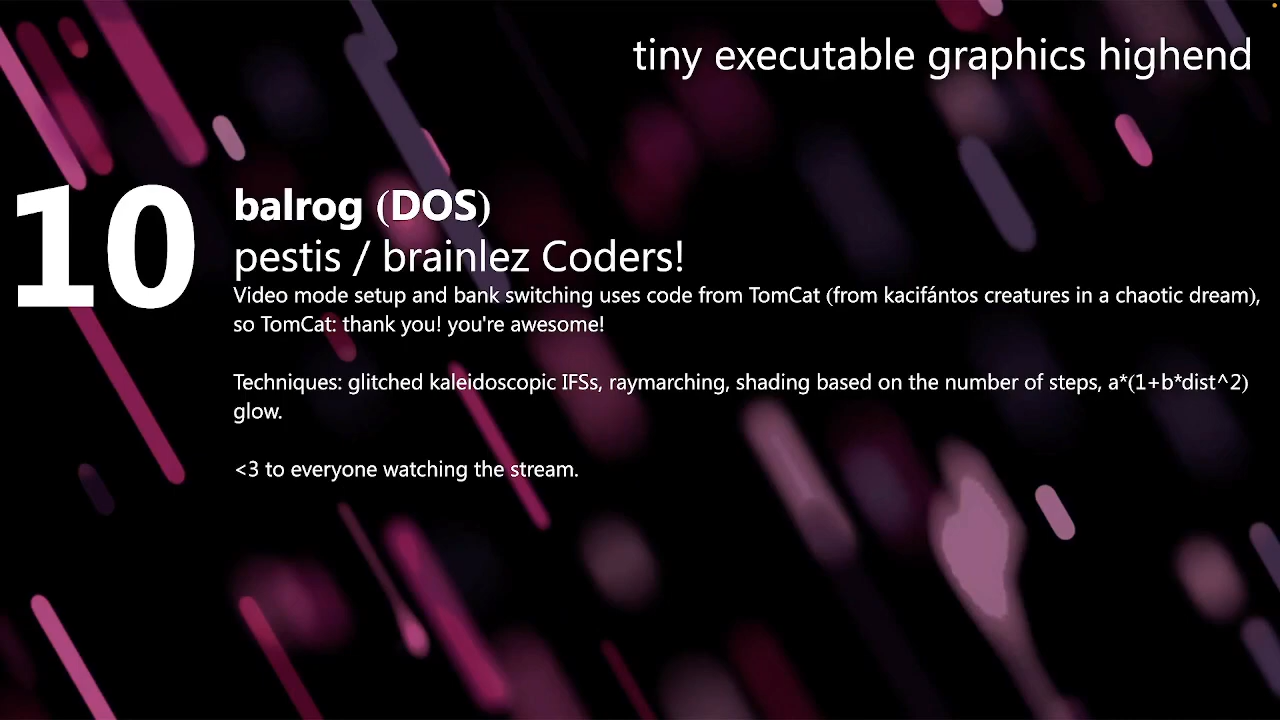 tiny executable graphics highend
10
balrog (DOS)
pestis / brainlez Coders!
Video mode setup and bank switching uses code from TomCat (from kacifántos creatures in a chaotic dream),
so TomCat: thank you! you're awesome!
Techniques: glitched kaleidoscopic IFSs, raymarching, shading based on the number of steps, a*(1+b*dist^2)
glow.
<3 to everyone watching the stream.